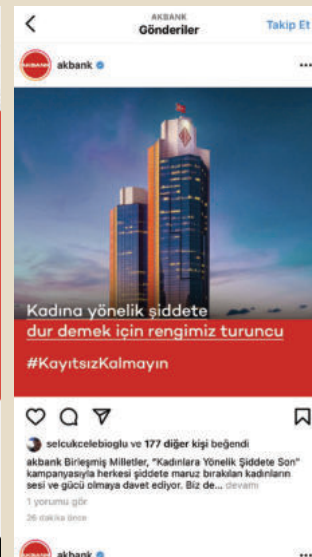 AKBANK
Gönderiler
Takip Et
AKBANK
akbank
Kadına yönelik şiddete
dur demek için rengimiz turuncu
#KayıtsızKalmayın
selcukcelebioglu ve 177 diğer kişi beğendi
akbank Birleşmiş Milletler, "Kadınlara Yönelik Şiddete Son"
kampanyasıyla herkesi şiddete maruz bırakılan kadınların
sesi ve gücü olmaya davet ediyor. Biz de... devamı
1 yorumu gör
26 dakika önce
akbank